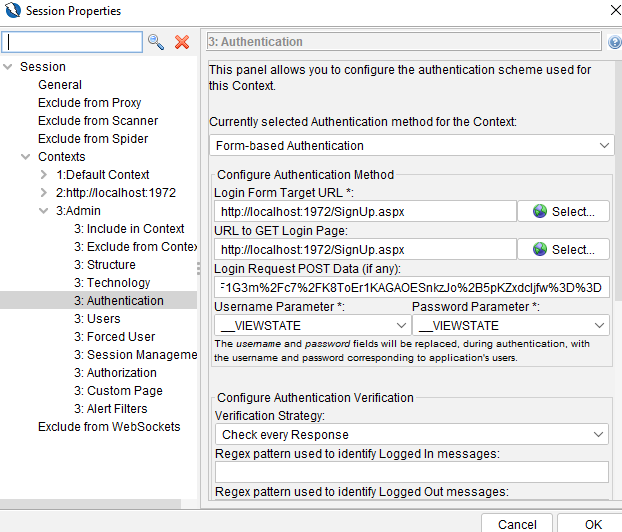 Session Properties
Session
General
Exclude from Proxy
Exclude from Scanner
Exclude from Spider
Contexts
1:Default Context
2:http://localhost:1972
3:Admin
3: Include in Context
3: Exclude from Contex
3: Structure
3: Technology
3: Authentication
3: Users
3: Forced User
3: Session Manageme
3: Authorization
3: Custom Page
3: Alert Filters
Exclude from WebSockets
3: Authentication
This panel allows you to configure the authentication scheme used for
this Context.
Currently selected Authentication method for the Context:
Form-based Authentication
Configure Authentication Method
Login Form Target URL *:
http://localhost:1972/SignUp.aspx
Select...
URL to GET Login Page:
http://localhost:1972/SignUp.aspx
Select...
Login Request POST Data (if any):
F1G3m%2Fc7%2FK8ToEr1KAGAOESnkzJo%2B5pKZxdcljfw%3D%3D
Username Parameter *:
Password Parameter *:
__VIEWSTATE
__VIEWSTATE
The username and password fields will be replaced, during authentication, with
the username and password corresponding to application's users.
Configure Authentication Verification
Verification Strategy:
Check every Response
Regex pattern used to identify Logged In messages:
Regex pattern used to identify Logged Out messages:
Cancel
OK